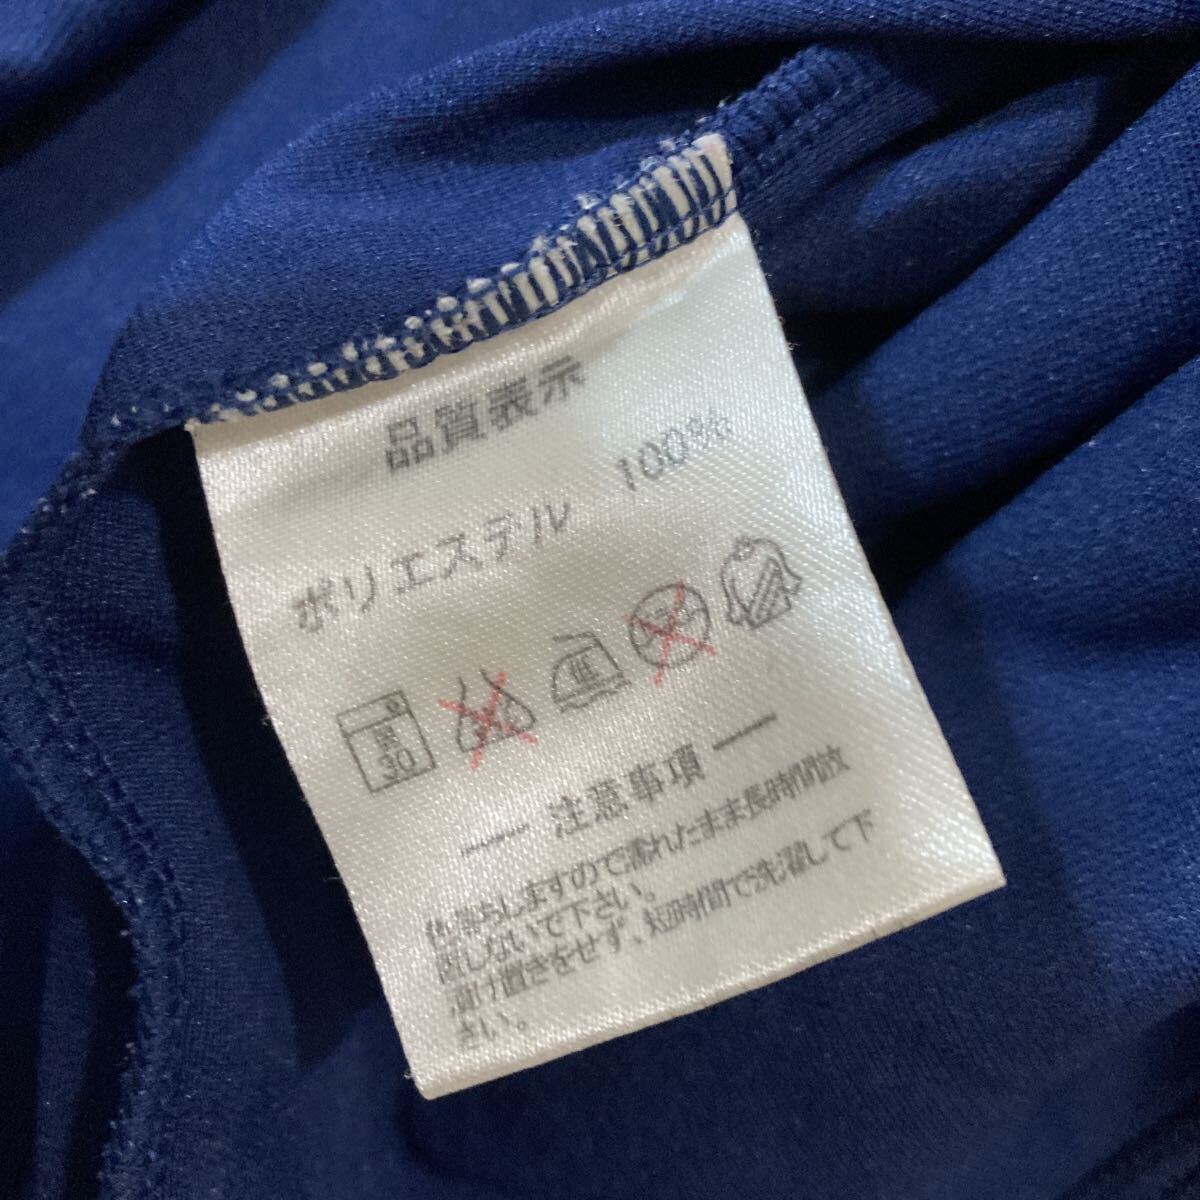 品質表示
ポリエステル 100%
30
低
― 注意事項 ―
色落ちしますので濡れたまま長時間放
置しないで下さい。
漬け置きをせず、短時間で洗濯して下
さい。